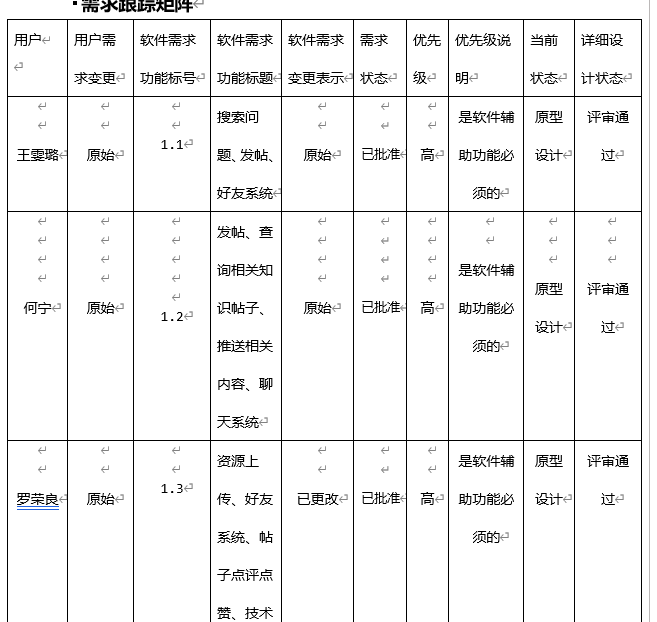 需求跟踪矩阵
用户 用户需 软件需求 软件需求 软件需求 需求 优先 优先级说 当前 详细设
求变更 功能标号 功能标题 变更表示 状态 级 明 状态 计状态
搜索问 是软件辅 原型 评审通
王雯璐 原始 1.1 题、发帖、 原始 已批准 高 助功能必 设计 过
好友系统 须的
发帖、查
询相关知 是软件辅 原型 评审通
何宁 原始 1.2 识帖子、 原始 已批准 高 助功能必 设计 过
推送相关 须的
内容、聊
天系统
资源上 是软件辅 原型 评审通
罗荣良 原始 1.3 传、好友 已更改 已批准 高 助功能必 设计 过
系统、帖 须的
子点评点
赞、技术